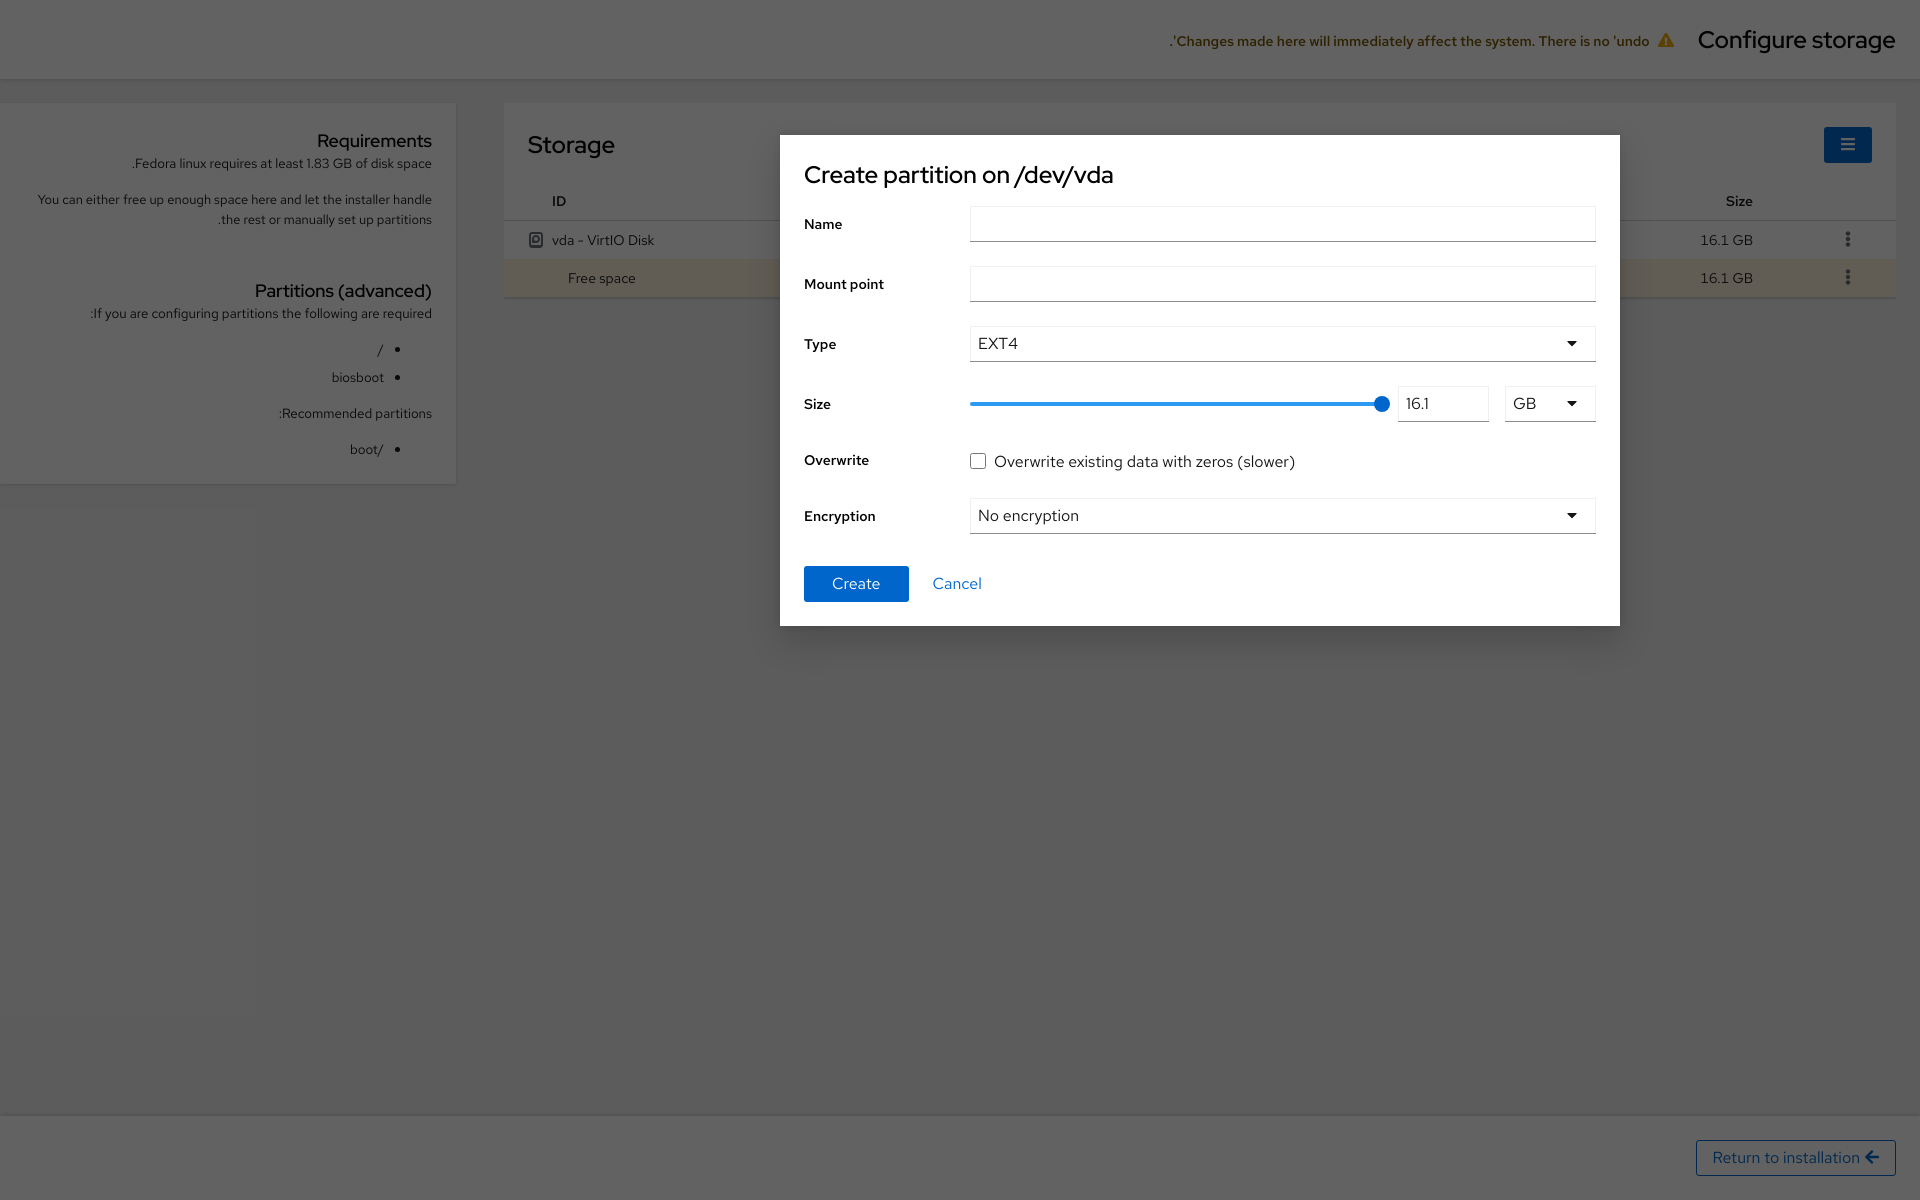 Configure storage
.'Changes made here will immediately affect the system. There is no 'undo
Requirements
.Fedora linux requires at least 1.83 GB of disk space
You can either free up enough space here and let the installer handle
.the rest or manually set up partitions
Partitions (advanced)
:If you are configuring partitions the following are required
/ •
biosboot •
:Recommended partitions
boot/ •
Storage
ID
Size
vda - VirtIO Disk
16.1 GB
Free space
16.1 GB
Create partition on /dev/vda
Name
Mount point
Type
EXT4
Size
16.1
GB
Overwrite
Overwrite existing data with zeros (slower)
Encryption
No encryption
Create
Cancel
Return to installation